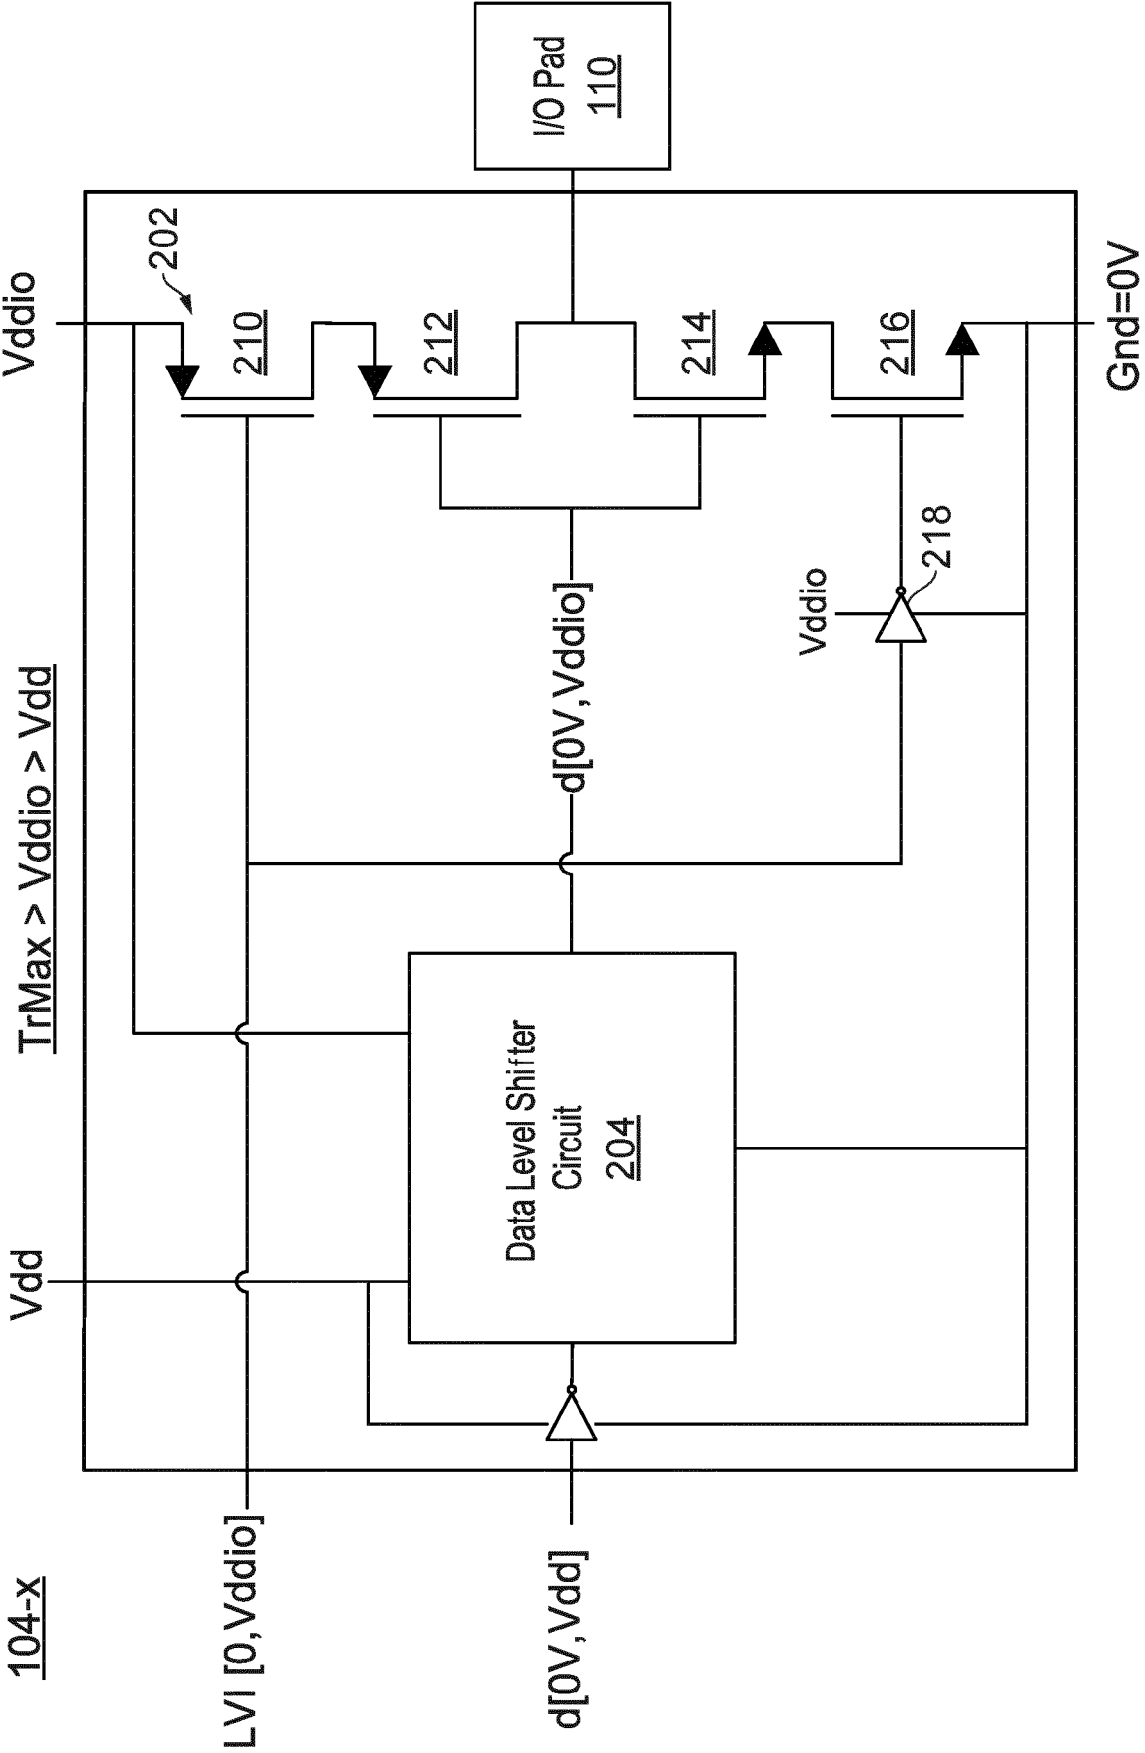 104-x
TrMax > Vddio > Vdd
Vdd
Vddio
LVI [0,Vddio]
202
210
212
I/O Pad
110
d[0V,Vdd]
Data Level Shifter
Circuit
204
d[0V,Vddio]
214
Vddio
216
218
Gnd=0V